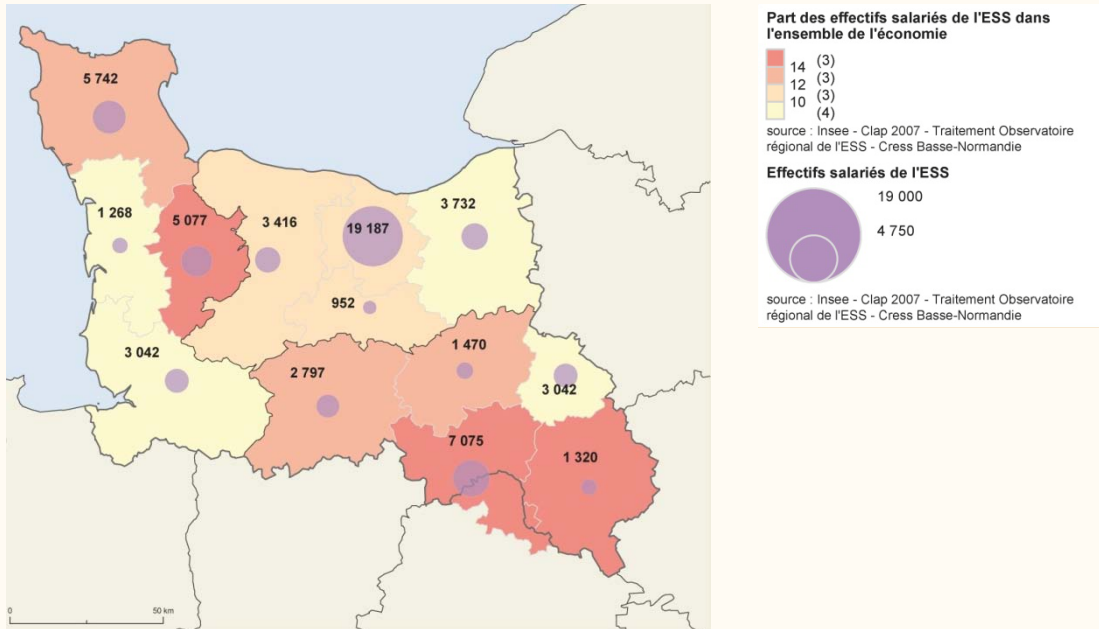 5 742
1 268
5 077
3 416
19 187
3 732
952
3 042
2 797
1 470
3 042
7 075
1 320
0
50 km
Part des effectifs salariés de l'ESS dans
l'ensemble de l'économie
(3)
14
(3)
12
(3)
10
(4)
source : Insee - Clap 2007 - Traitement Observatoire
régional de l'ESS - Cress Basse-Normandie
Effectifs salariés de l'ESS
19 000
4 750
source : Insee - Clap 2007 - Traitement Observatoire
régional de l'ESS - Cress Basse-Normandie